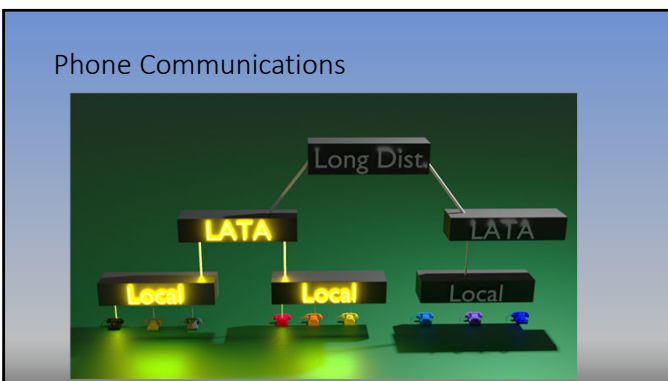 Phone Communications
Long Dist.
LATA
LATA
Local
Local
Local